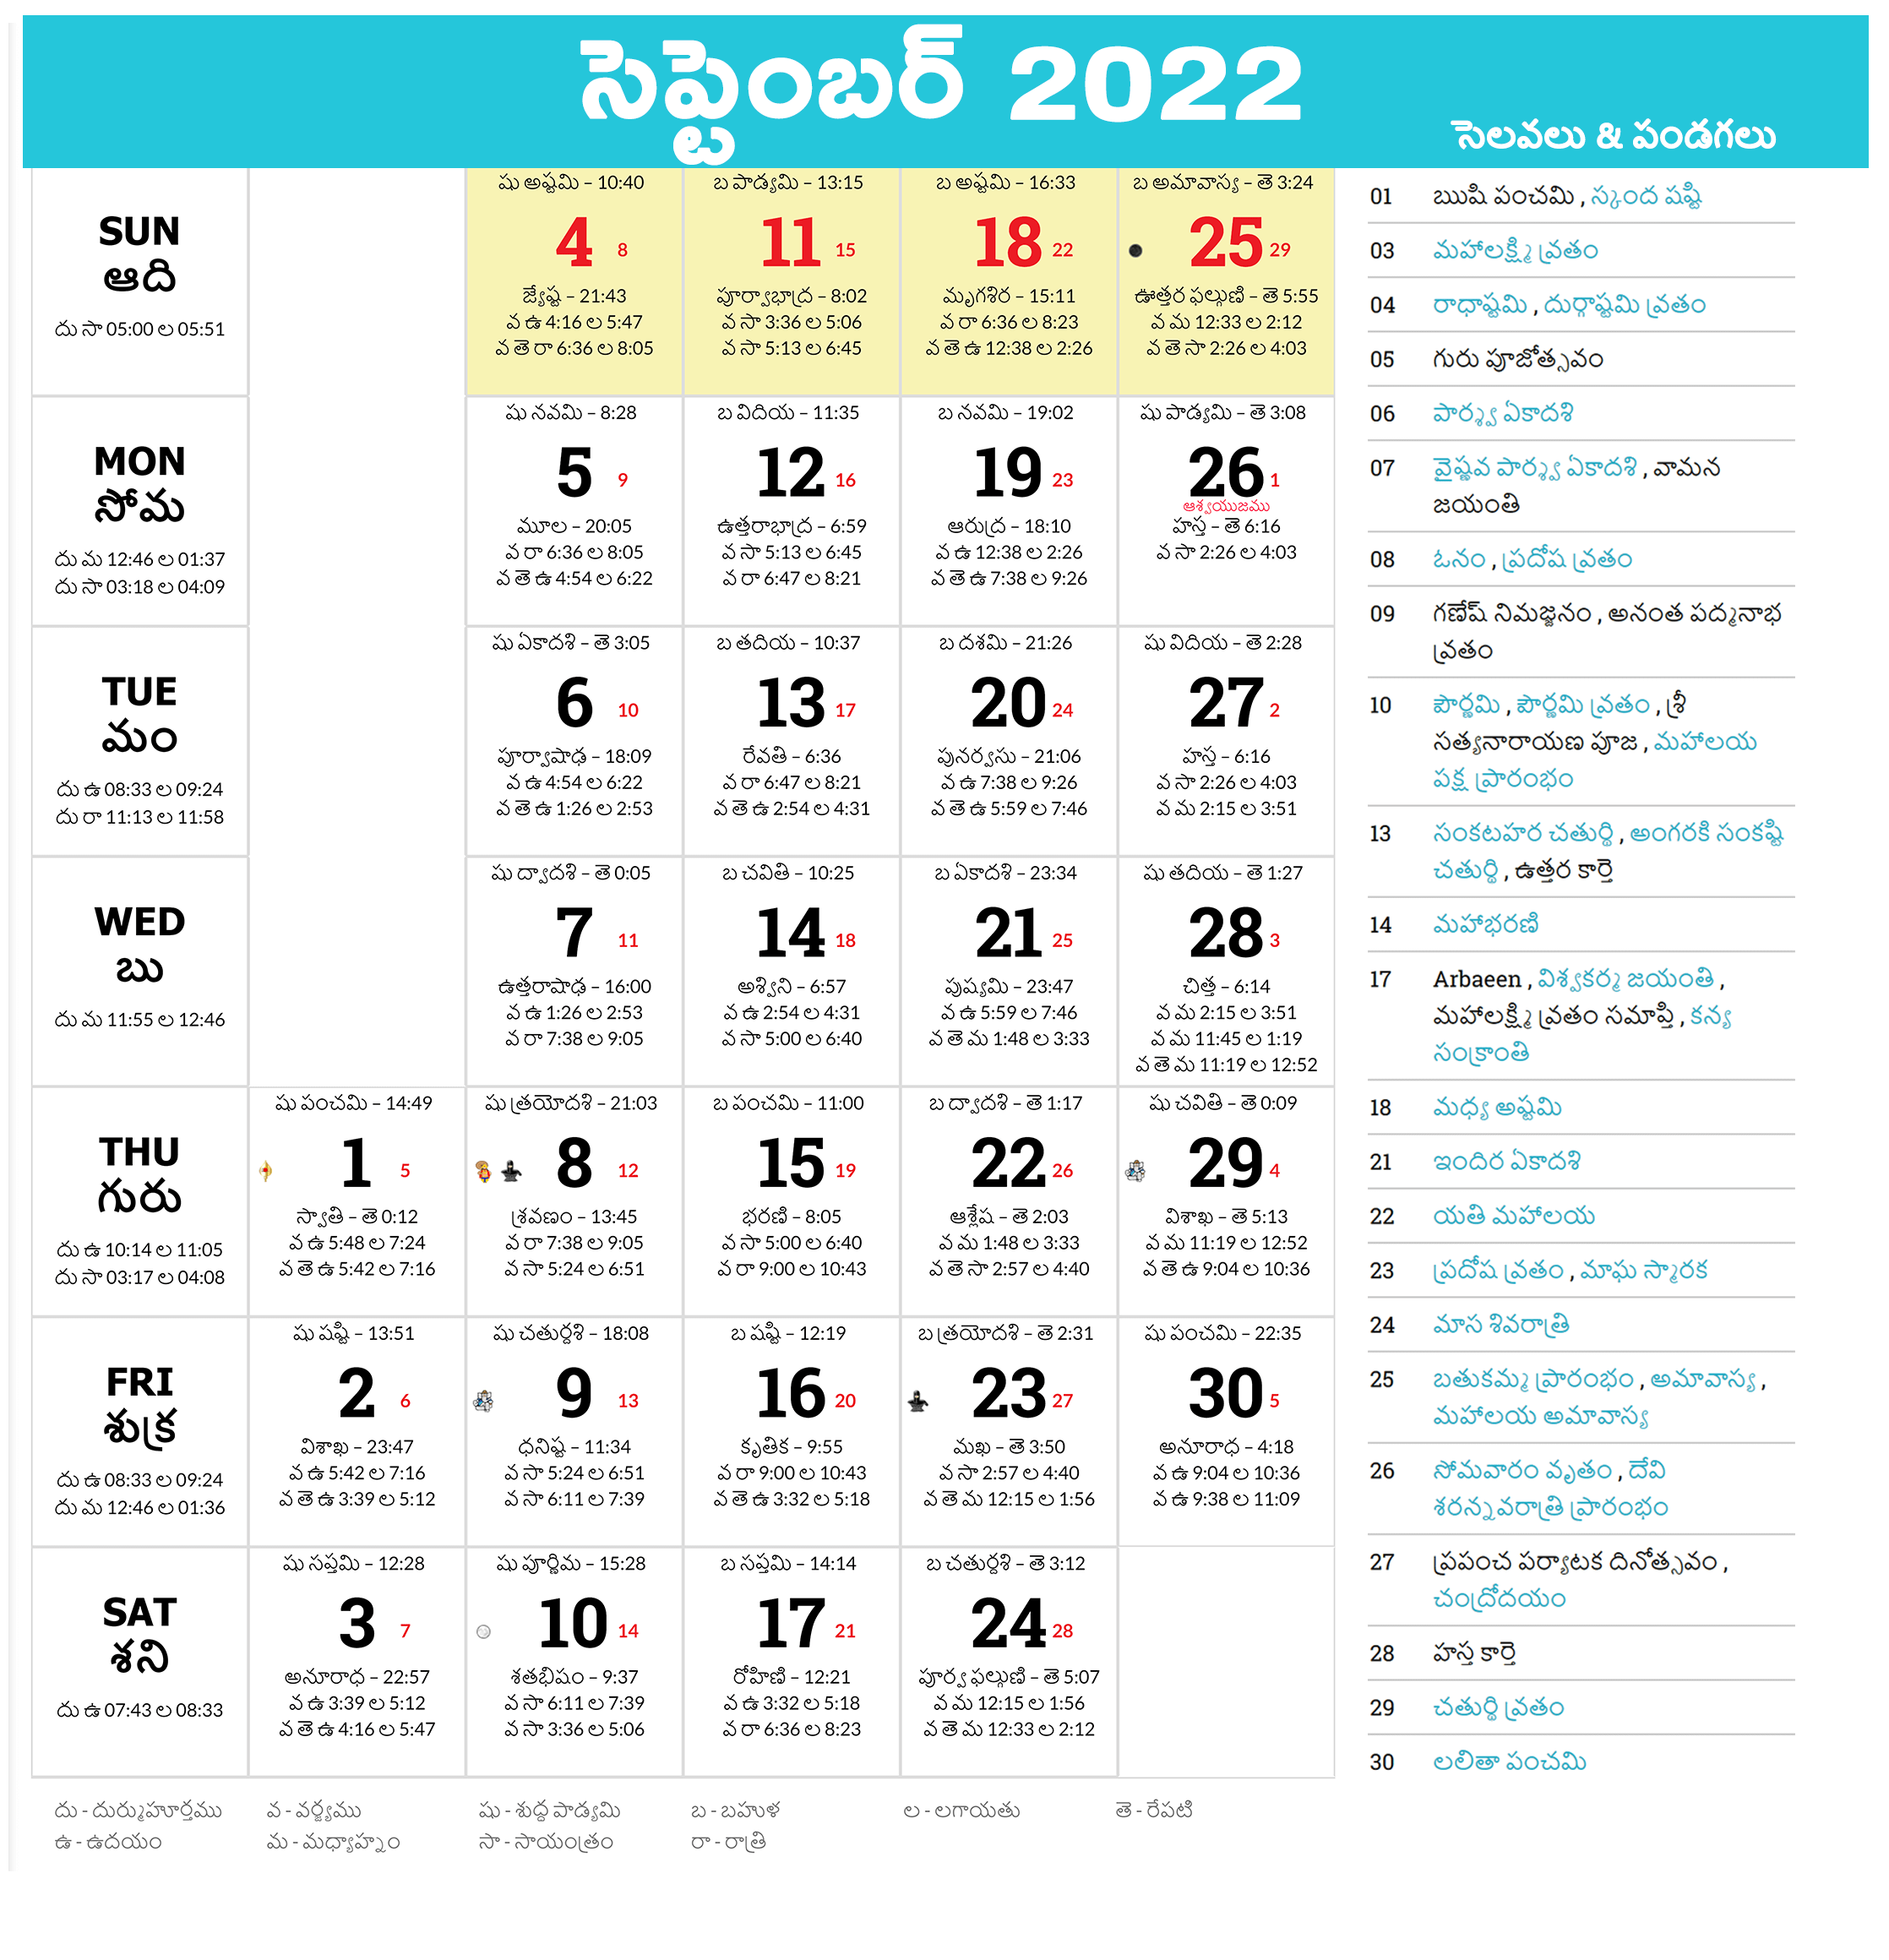 సెప్టెంబర్ 2022
సెలవలు & పండగలు
SUN
ఆది
దు సా 05:00 ల 05:51
షు అష్టమి – 10:40
4 8
జ్యేష్ట – 21:43
వ ఉ 4:16 ల 5:47
వ తె రా 6:36 ల 8:05
బ పాడ్యమి – 13:15
11 15
పూర్వాభాద్ర – 8:02
వ సా 3:36 ల 5:06
వ సా 5:13 ల 6:45
బ అష్టమి – 16:33
18 22
మృగశిర – 15:11
వ రా 6:36 ల 8:23
వ తె ఉ 12:38 ల 2:26
బ అమావాస్య – తె 3:24
25 29
ఊత్తర ఫల్గుణి – తె 5:55
వ మ 12:33 ల 2:12
వ తె సా 2:26 ల 4:03
MON
సోమ
దు మ 12:46 ల 01:37
దు సా 03:18 ల 04:09
షు నవమి – 8:28
5 9
మూల – 20:05
వ రా 6:36 ల 8:05
వ తె ఉ 4:54 ల 6:22
బ విదియ – 11:35
12 16
ఉత్తరాభాద్ర – 6:59
వ సా 5:13 ల 6:45
వ రా 6:47 ల 8:21
బ నవమి – 19:02
19 23
ఆరుద్ర – 18:10
వ ఉ 12:38 ల 2:26
వ తె ఉ 7:38 ల 9:26
షు పాడ్యమి – తె 3:08
26 1
ఆశ్వయుజము
హస్త – తె 6:16
వ సా 2:26 ల 4:03
TUE
మం
దు ఉ 08:33 ల 09:24
దు రా 11:13 ల 11:58
షు ఏకాదశి – తె 3:05
6 10
పూర్వాషాఢ – 18:09
వ ఉ 4:54 ల 6:22
వ తె ఉ 1:26 ల 2:53
బ తదియ – 10:37
13 17
రేవతి – 6:36
వ రా 6:47 ల 8:21
వ తె ఉ 2:54 ల 4:31
బ దశమి – 21:26
20 24
పునర్వసు – 21:06
వ ఉ 7:38 ల 9:26
వ తె ఉ 5:59 ల 7:46
షు విదియ – తె 2:28
27 2
హస్త – 6:16
వ సా 2:26 ల 4:03
వ మ 2:15 ల 3:51
WED
బు
దు మ 11:55 ల 12:46
షు ద్వాదశి – తె 0:05
7 11
ఉత్తరాషాఢ – 16:00
వ ఉ 1:26 ల 2:53
వ రా 7:38 ల 9:05
బ చవితి – 10:25
14 18
అశ్విని – 6:57
వ ఉ 2:54 ల 4:31
వ సా 5:00 ల 6:40
బ ఏకాదశి – 23:34
21 25
పుష్యమి – 23:47
వ ఉ 5:59 ల 7:46
వ తె మ 1:48 ల 3:33
షు తదియ – తె 1:27
28 3
చిత్త – 6:14
వ మ 2:15 ల 3:51
వ మ 11:45 ల 1:19
వ తె మ 11:19 ల 12:52
THU
గురు
దు ఉ 10:14 ల 11:05
దు సా 03:17 ల 04:08
షు పంచమి – 14:49
1 5
స్వాతి – తె 0:12
వ ఉ 5:48 ల 7:24
వ తె ఉ 5:42 ల 7:16
షు త్రయోదశి – 21:03
8 12
శ్రవణం – 13:45
వ రా 7:38 ల 9:05
వ సా 5:24 ల 6:51
బ పంచమి – 11:00
15 19
భరణి – 8:05
వ సా 5:00 ల 6:40
వ రా 9:00 ల 10:43
బ ద్వాదశి – తె 1:17
22 26
ఆశ్లేష – తె 2:03
వ మ 1:48 ల 3:33
వ తె సా 2:57 ల 4:40
షు చవితి – తె 0:09
29 4
విశాఖ – తె 5:13
వ మ 11:19 ల 12:52
వ తె ఉ 9:04 ల 10:36
FRI
శుక్ర
దు ఉ 08:33 ల 09:24
దు మ 12:46 ల 01:36
షు షష్టి – 13:51
2 6
విశాఖ – 23:47
వ ఉ 5:42 ల 7:16
వ తె ఉ 3:39 ల 5:12
షు చతుర్దశి – 18:08
9 13
ధనిష్ట – 11:34
వ సా 5:24 ల 6:51
వ సా 6:11 ల 7:39
బ షష్టి – 12:19
16 20
కృతిక – 9:55
వ రా 9:00 ల 10:43
వ తె ఉ 3:32 ల 5:18
బ త్రయోదశి – తె 2:31
23 27
మఖ – తె 3:50
వ సా 2:57 ల 4:40
వ తె మ 12:15 ల 1:56
షు పంచమి – 22:35
30 5
అనూరాధ – 4:18
వ ఉ 9:04 ల 10:36
వ ఉ 9:38 ల 11:09
SAT
శని
దు ఉ 07:43 ల 08:33
షు సప్తమి – 12:28
3 7
అనూరాధ – 22:57
వ ఉ 3:39 ల 5:12
వ తె ఉ 4:16 ల 5:47
షు పూర్ణిమ – 15:28
10 14
శతభిషం – 9:37
వ సా 6:11 ల 7:39
వ సా 3:36 ల 5:06
బ సప్తమి – 14:14
17 21
రోహిణి – 12:21
వ ఉ 3:32 ల 5:18
వ రా 6:36 ల 8:23
బ చతుర్దశి – తె 3:12
24 28
పూర్వ ఫల్గుణి – తె 5:07
వ మ 12:15 ల 1:56
వ తె మ 12:33 ల 2:12
01 ఋషి పంచమి , స్కంద షష్టి
03 మహాలక్ష్మి వ్రతం
04 రాధాష్టమి , దుర్గాష్టమి వ్రతం
05 గురు పూజోత్సవం
06 పార్శ్వ ఏకాదశి
07 వైష్ణవ పార్శ్వ ఏకాదశి , వామన
జయంతి
08 ఓనం , ప్రదోష వ్రతం
09 గణేష్ నిమజ్జనం , అనంత పద్మనాభ
వ్రతం
10 పౌర్ణమి , పౌర్ణమి వ్రతం , శ్రీ
సత్యనారాయణ పూజ , మహాలయ
పక్ష ప్రారంభం
13 సంకటహర చతుర్థి , అంగరకి సంకష్టి
చతుర్థి , ఉత్తర కార్తె
14 మహాభరణి
17 Arbaeen , విశ్వకర్మ జయంతి ,
మహాలక్ష్మి వ్రతం సమాప్తి , కన్య
సంక్రాంతి
18 మధ్య అష్టమి
21 ఇందిర ఏకాదశి
22 యతి మహాలయ
23 ప్రదోష వ్రతం , మాఘ స్మారక
24 మాస శివరాత్రి
25 బతుకమ్మ ప్రారంభం , అమావాస్య ,
మహాలయ అమావాస్య
26 సోమవారం వృతం , దేవి
శరన్నవరాత్రి ప్రారంభం
27 ప్రపంచ పర్యాటక దినోత్సవం ,
చంద్రోదయం
28 హస్త కార్తె
29 చతుర్థి వ్రతం
30 లలితా పంచమి
దు - దుర్ముహూర్తము వ - వర్జ్యము షు - శుద్ద పాడ్యమి బ - బహుళ ల - లగాయతు తె - రేపటి
ఉ - ఉదయం మ - మధ్యాహ్నం సా - సాయంత్రం రా - రాత్రి